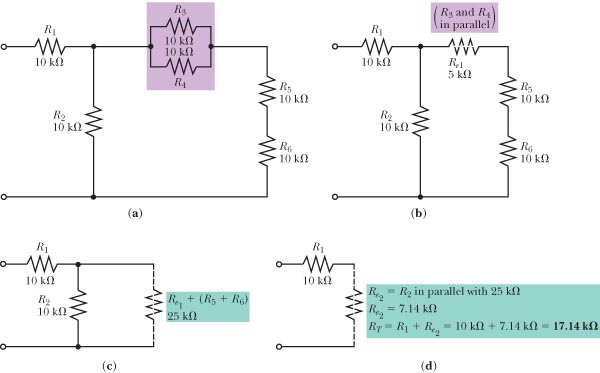 R1
10 kΩ
R3
10 kΩ
10 kΩ
R4
R2
10 kΩ
R5
10 kΩ
R6
10 kΩ
(a)
(R3 and R4)
in parallel
R1
10 kΩ
Re1
5 kΩ
R2
10 kΩ
R5
10 kΩ
R6
10 kΩ
(b)
R1
10 kΩ
R2
10 kΩ
Re1 + (R5 + R6)
25 kΩ
(c)
R1
10 kΩ
Re2 = R2 in parallel with 25 kΩ
Re2 = 7.14 kΩ
RT = R1 + Re2 = 10 kΩ + 7.14 kΩ = 17.14 kΩ
(d)